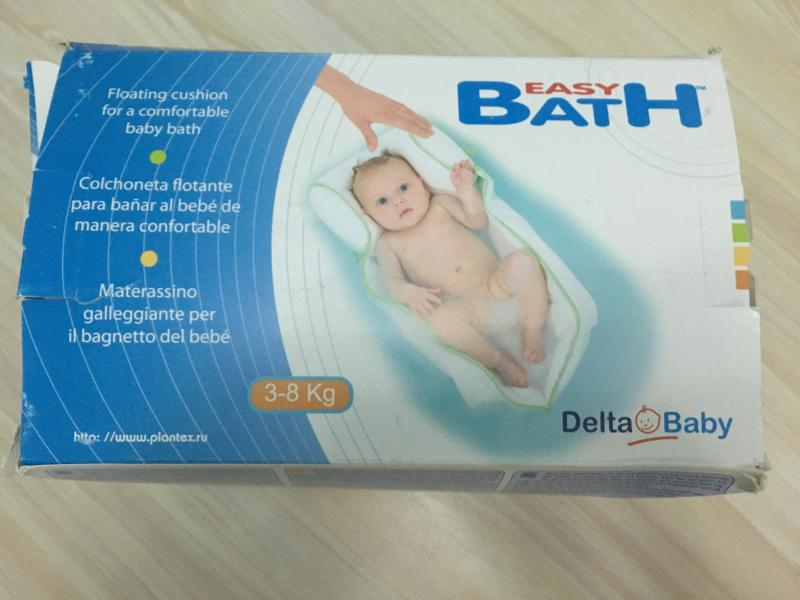 Floating cushion
for a comfortable
baby bath
Colchoneta flotante
para bañar al bebé de
manera confortable
Materassino
galleggiante per
il bagnetto del bebé
http: //www.plantex.ru
3-8 Kg
EASY
BATH™
Delta Baby